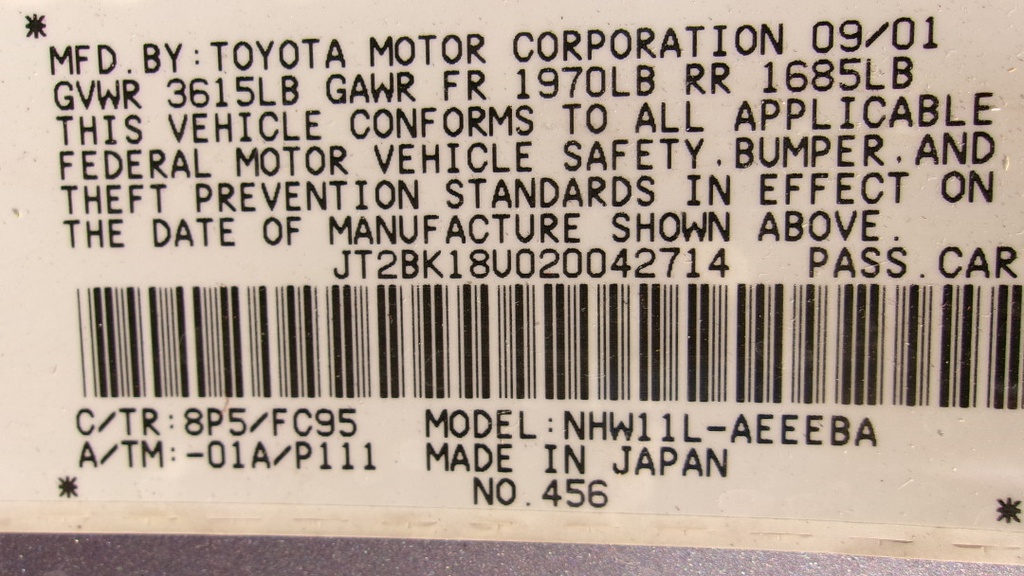 MFD.BY:TOYOTA MOTOR CORPORATION 09/01
GVWR 3615LB GAWR FR 1970LB RR 1685LB
THIS VEHICLE CONFORMS TO ALL APPLICABLE
FEDERAL MOTOR VEHICLE SAFETY.BUMPER.AND
THEFT PREVENTION STANDARDS IN EFFECT ON
THE DATE OF MANUFACTURE SHOWN ABOVE.
JT2BK18U020042714 PASS.CAR
C/TR:8P5/FC95 MODEL:NHW11L-AEEEBA
A/TM:-01A/P111 MADE IN JAPAN
NO.456